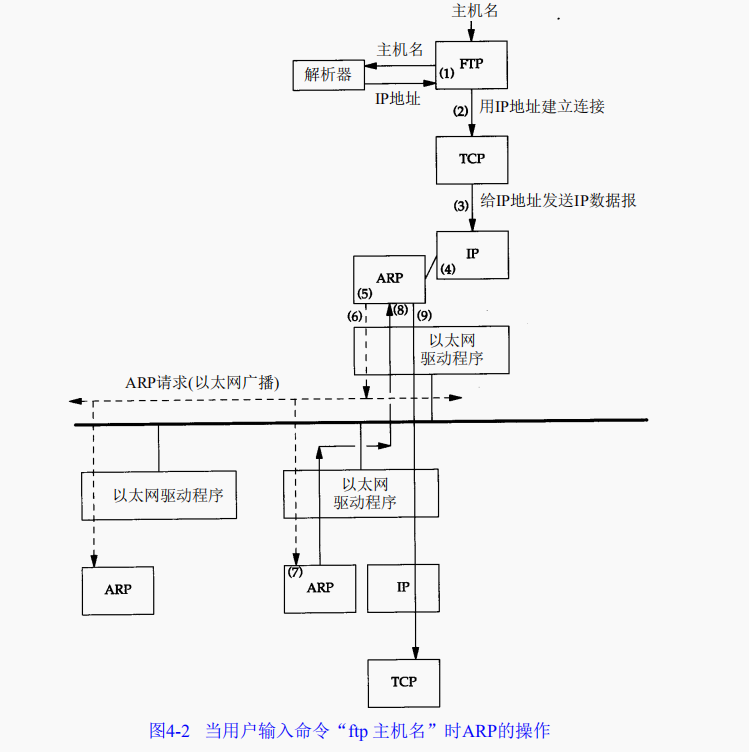 主机名
主机名
(1) FTP
解析器
IP地址
(2) 用IP地址建立连接
TCP
(3) 给IP地址发送IP数据报
IP
(4)
ARP
(5)
(6) (8) (9)
以太网
驱动程序
ARP请求(以太网广播)
以太网驱动程序
以太网
驱动程序
(7)
ARP
ARP
IP
TCP
图4-2 当用户输入命令“ftp 主机名”时ARP的操作